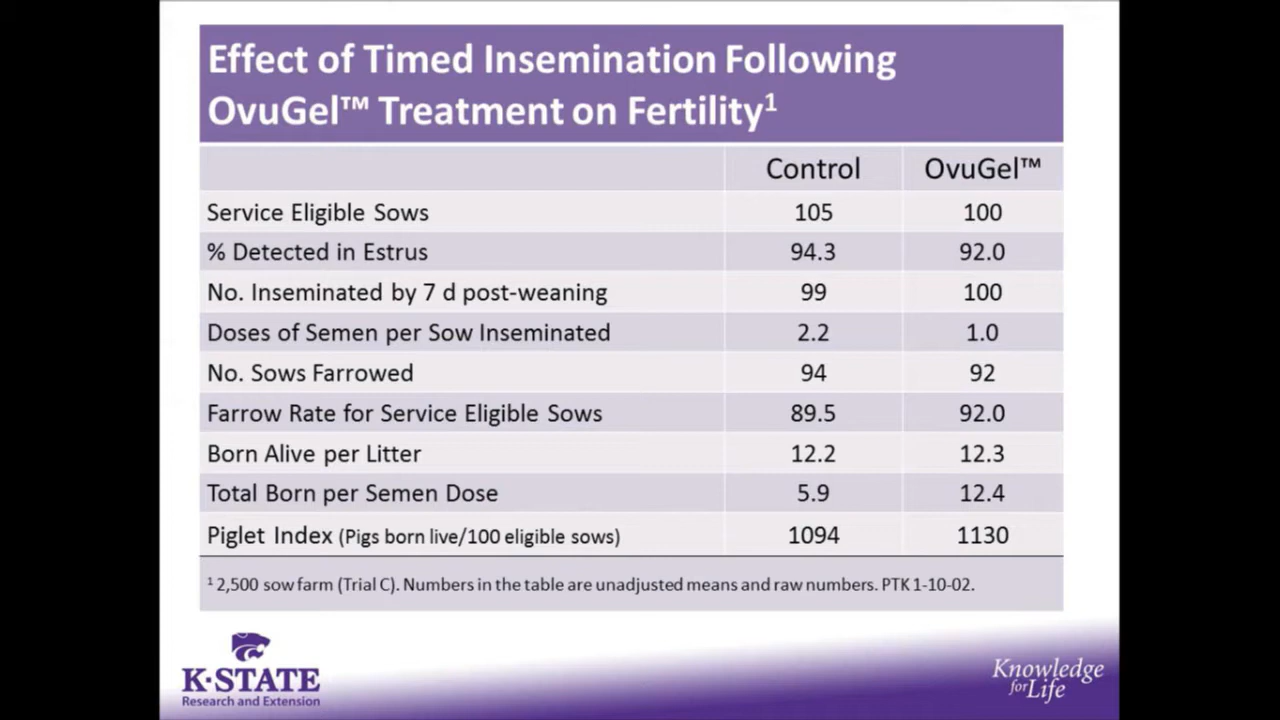 Effect of Timed Insemination Following
OvuGel™ Treatment on Fertility¹
Control OvuGel™
Service Eligible Sows 105 100
% Detected in Estrus 94.3 92.0
No. Inseminated by 7 d post-weaning 99 100
Doses of Semen per Sow Inseminated 2.2 1.0
No. Sows Farrowed 94 92
Farrow Rate for Service Eligible Sows 89.5 92.0
Born Alive per Litter 12.2 12.3
Total Born per Semen Dose 5.9 12.4
Piglet Index (Pigs born live/100 eligible sows) 1094 1130
¹ 2,500 sow farm (Trial C). Numbers in the table are unadjusted means and raw numbers. PTK 1-10-02.
K-STATE
Research and Extension
Knowledge
for Life